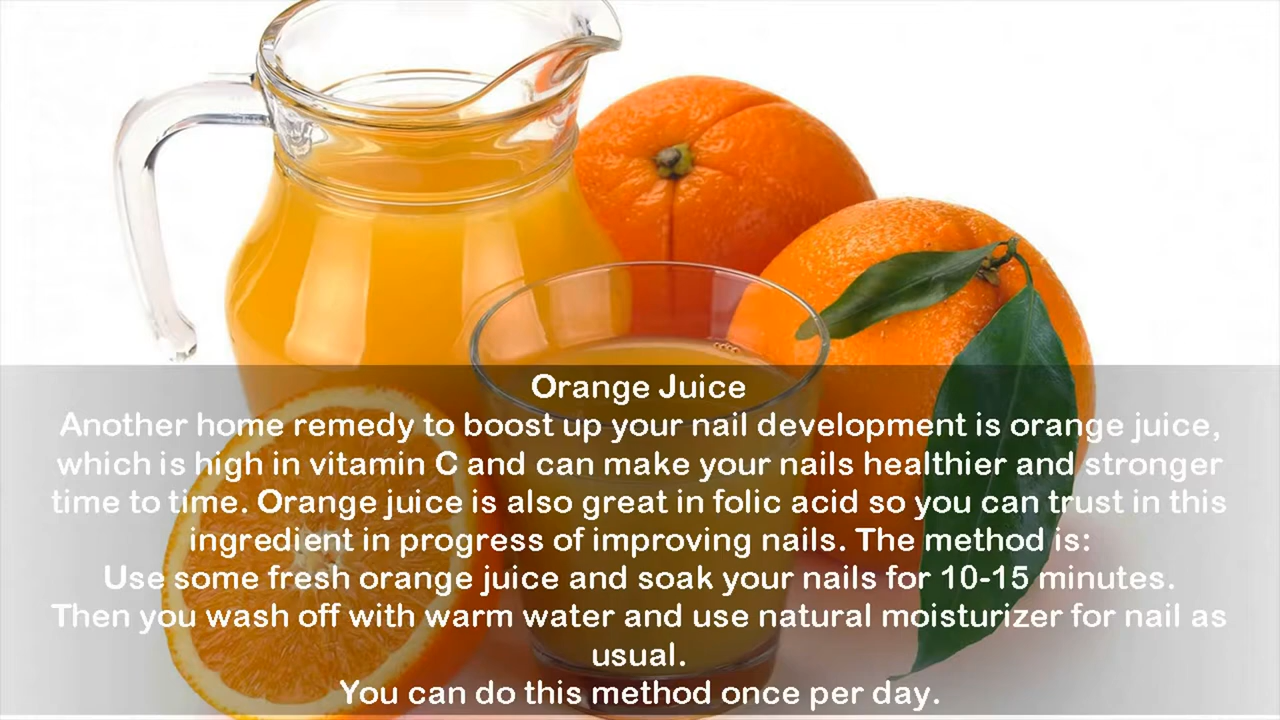 Orange Juice
Another home remedy to boost up your nail development is orange juice,
which is high in vitamin C and can make your nails healthier and stronger
time to time. Orange juice is also great in folic acid so you can trust in this
ingredient in progress of improving nails. The method is:
Use some fresh orange juice and soak your nails for 10-15 minutes.
Then you wash off with warm water and use natural moisturizer for nail as
usual.
You can do this method once per day.